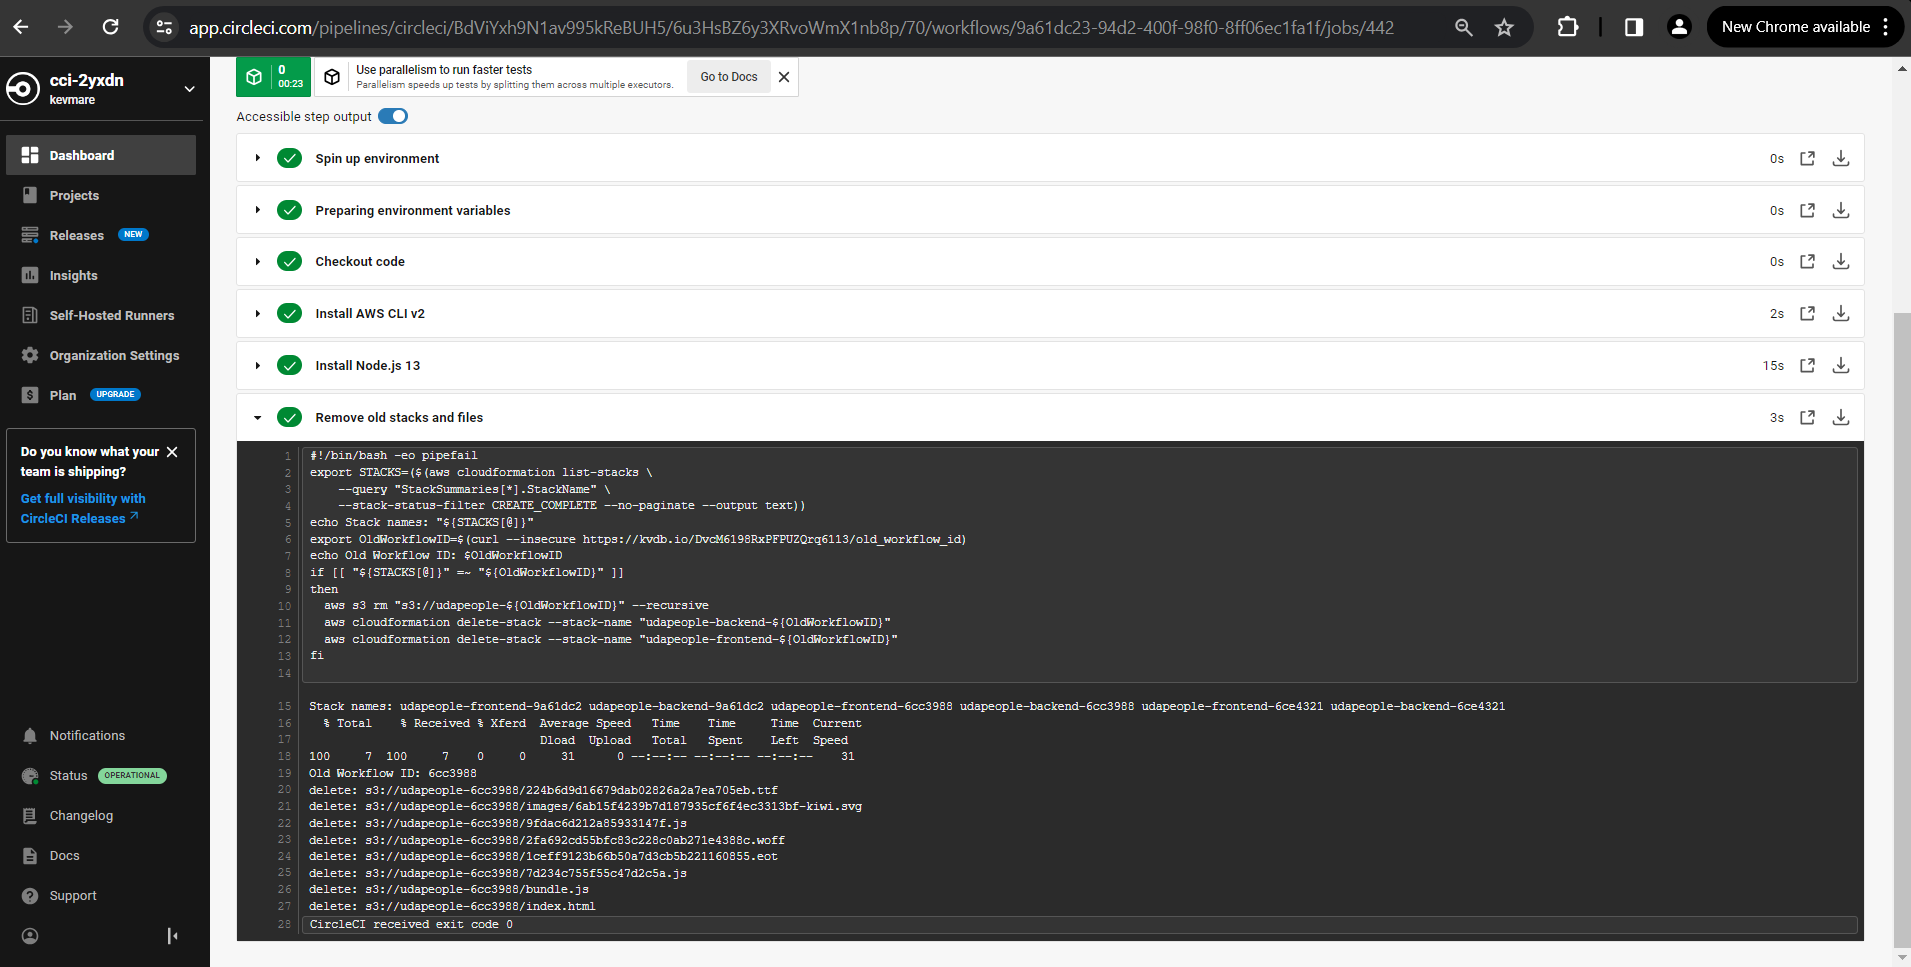 app.circleci.com/pipelines/circleci/BdViYxh9N1av995kReBUH5/6u3HsBZ6y3XRvoWmX1nb8p/70/workflows/9a61dc23-94d2-400f-98f0-8ff06ec1fa1f/jobs/442
New Chrome available
cci-2yxdn
kevmare
Dashboard
Projects
Releases NEW
Insights
Self-Hosted Runners
Organization Settings
Plan UPGRADE
Do you know what your
team is shipping?
Get full visibility with
CircleCI Releases
Notifications
Status OPERATIONAL
Changelog
Docs
Support
0
00:23
Use parallelism to run faster tests
Parallelism speeds up tests by splitting them across multiple executors.
Go to Docs
Accessible step output
Spin up environment 0s
Preparing environment variables 0s
Checkout code 0s
Install AWS CLI v2 2s
Install Node.js 13 15s
Remove old stacks and files 3s
1 #!/bin/bash -eo pipefail
2 export STACKS=($(aws cloudformation list-stacks \
3 --query "StackSummaries[*].StackName" \
4 --stack-status-filter CREATE_COMPLETE --no-paginate --output text))
5 echo Stack names: "${STACKS[@]}"
6 export OldWorkflowID=$(curl --insecure https://kvdb.io/DvcM6198RxPFPUZQrq6113/old_workflow_id)
7 echo Old Workflow ID: $OldWorkflowID
8 if [[ "${STACKS[@]}" =~ "${OldWorkflowID}" ]]
9 then
10 aws s3 rm "s3://udapeople-${OldWorkflowID}" --recursive
11 aws cloudformation delete-stack --stack-name "udapeople-backend-${OldWorkflowID}"
12 aws cloudformation delete-stack --stack-name "udapeople-frontend-${OldWorkflowID}"
13 fi
14
15 Stack names: udapeople-frontend-9a61dc2 udapeople-backend-9a61dc2 udapeople-frontend-6cc3988 udapeople-backend-6cc3988 udapeople-frontend-6ce4321 udapeople-backend-6ce4321
16 % Total % Received % Xferd Average Speed Time Time Time Current
17 Dload Upload Total Spent Left Speed
18 100 7 100 7 0 0 31 0 --:--:-- --:--:-- --:--:-- 31
19 Old Workflow ID: 6cc3988
20 delete: s3://udapeople-6cc3988/224b6d9d16679dab02826a2a7ea705eb.ttf
21 delete: s3://udapeople-6cc3988/images/6ab15f4239b7d187935cf6f4ec3313bf-kiwi.svg
22 delete: s3://udapeople-6cc3988/9fdac6d212a85933147f.js
23 delete: s3://udapeople-6cc3988/2fa692cd55bfc83c228c0ab271e4388c.woff
24 delete: s3://udapeople-6cc3988/1ceff9123b66b50a7d3cb5b221160855.eot
25 delete: s3://udapeople-6cc3988/7d234c755f55c47d2c5a.js
26 delete: s3://udapeople-6cc3988/bundle.js
27 delete: s3://udapeople-6cc3988/index.html
28 CircleCI received exit code 0